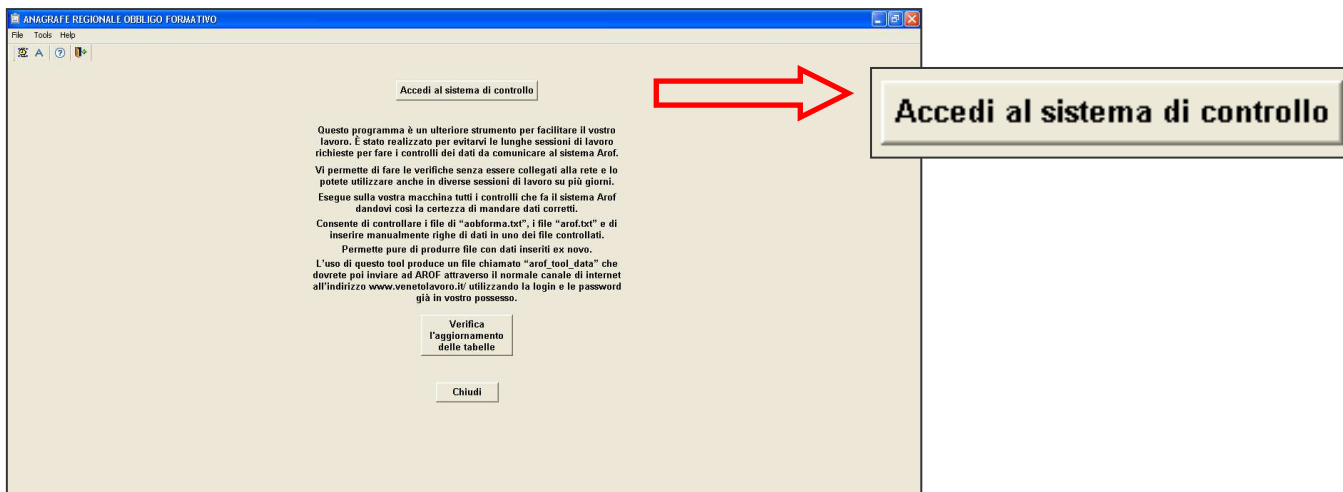 ANAGRAFE REGIONALE OBBLIGO FORMATIVO
File Tools Help
A ?
Accedi al sistema di controllo
Accedi al sistema di controllo
Questo programma è un ulteriore strumento per facilitare il vostro
lavoro. È stato realizzato per evitarvi le lunghe sessioni di lavoro
richieste per fare i controlli dei dati da comunicare al sistema Arof.
Vi permette di fare le verifiche senza essere collegati alla rete e lo
potete utilizzare anche in diverse sessioni di lavoro su più giorni.
Esegue sulla vostra macchina tutti i controlli che fa il sistema Arof
dandovi così la certezza di mandare dati corretti.
Consente di controllare i file di “aobforma.txt”, i file “arof.txt” e di
inserire manualmente righe di dati in uno dei file controllati.
Permette pure di produrre file con dati inseriti ex novo.
L'uso di questo tool produce un file chiamato “arof_tool_data” che
dovrete poi inviare ad AROF attraverso il normale canale di internet
all'indirizzo www.venetolavoro.it/ utilizzando la login e le password
già in vostro possesso.
Verifica
l'aggiornamento
delle tabelle
Chiudi